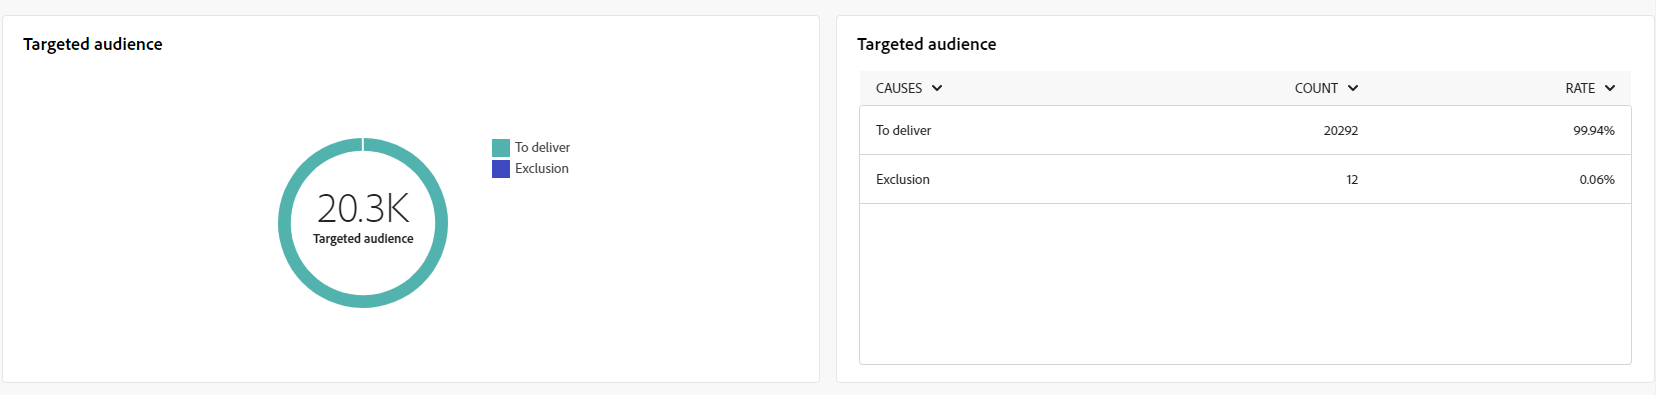 Targeted audience
To deliver
Exclusion
20.3K
Targeted audience
Targeted audience
CAUSES COUNT RATE
To deliver 20292 99.94%
Exclusion 12 0.06%